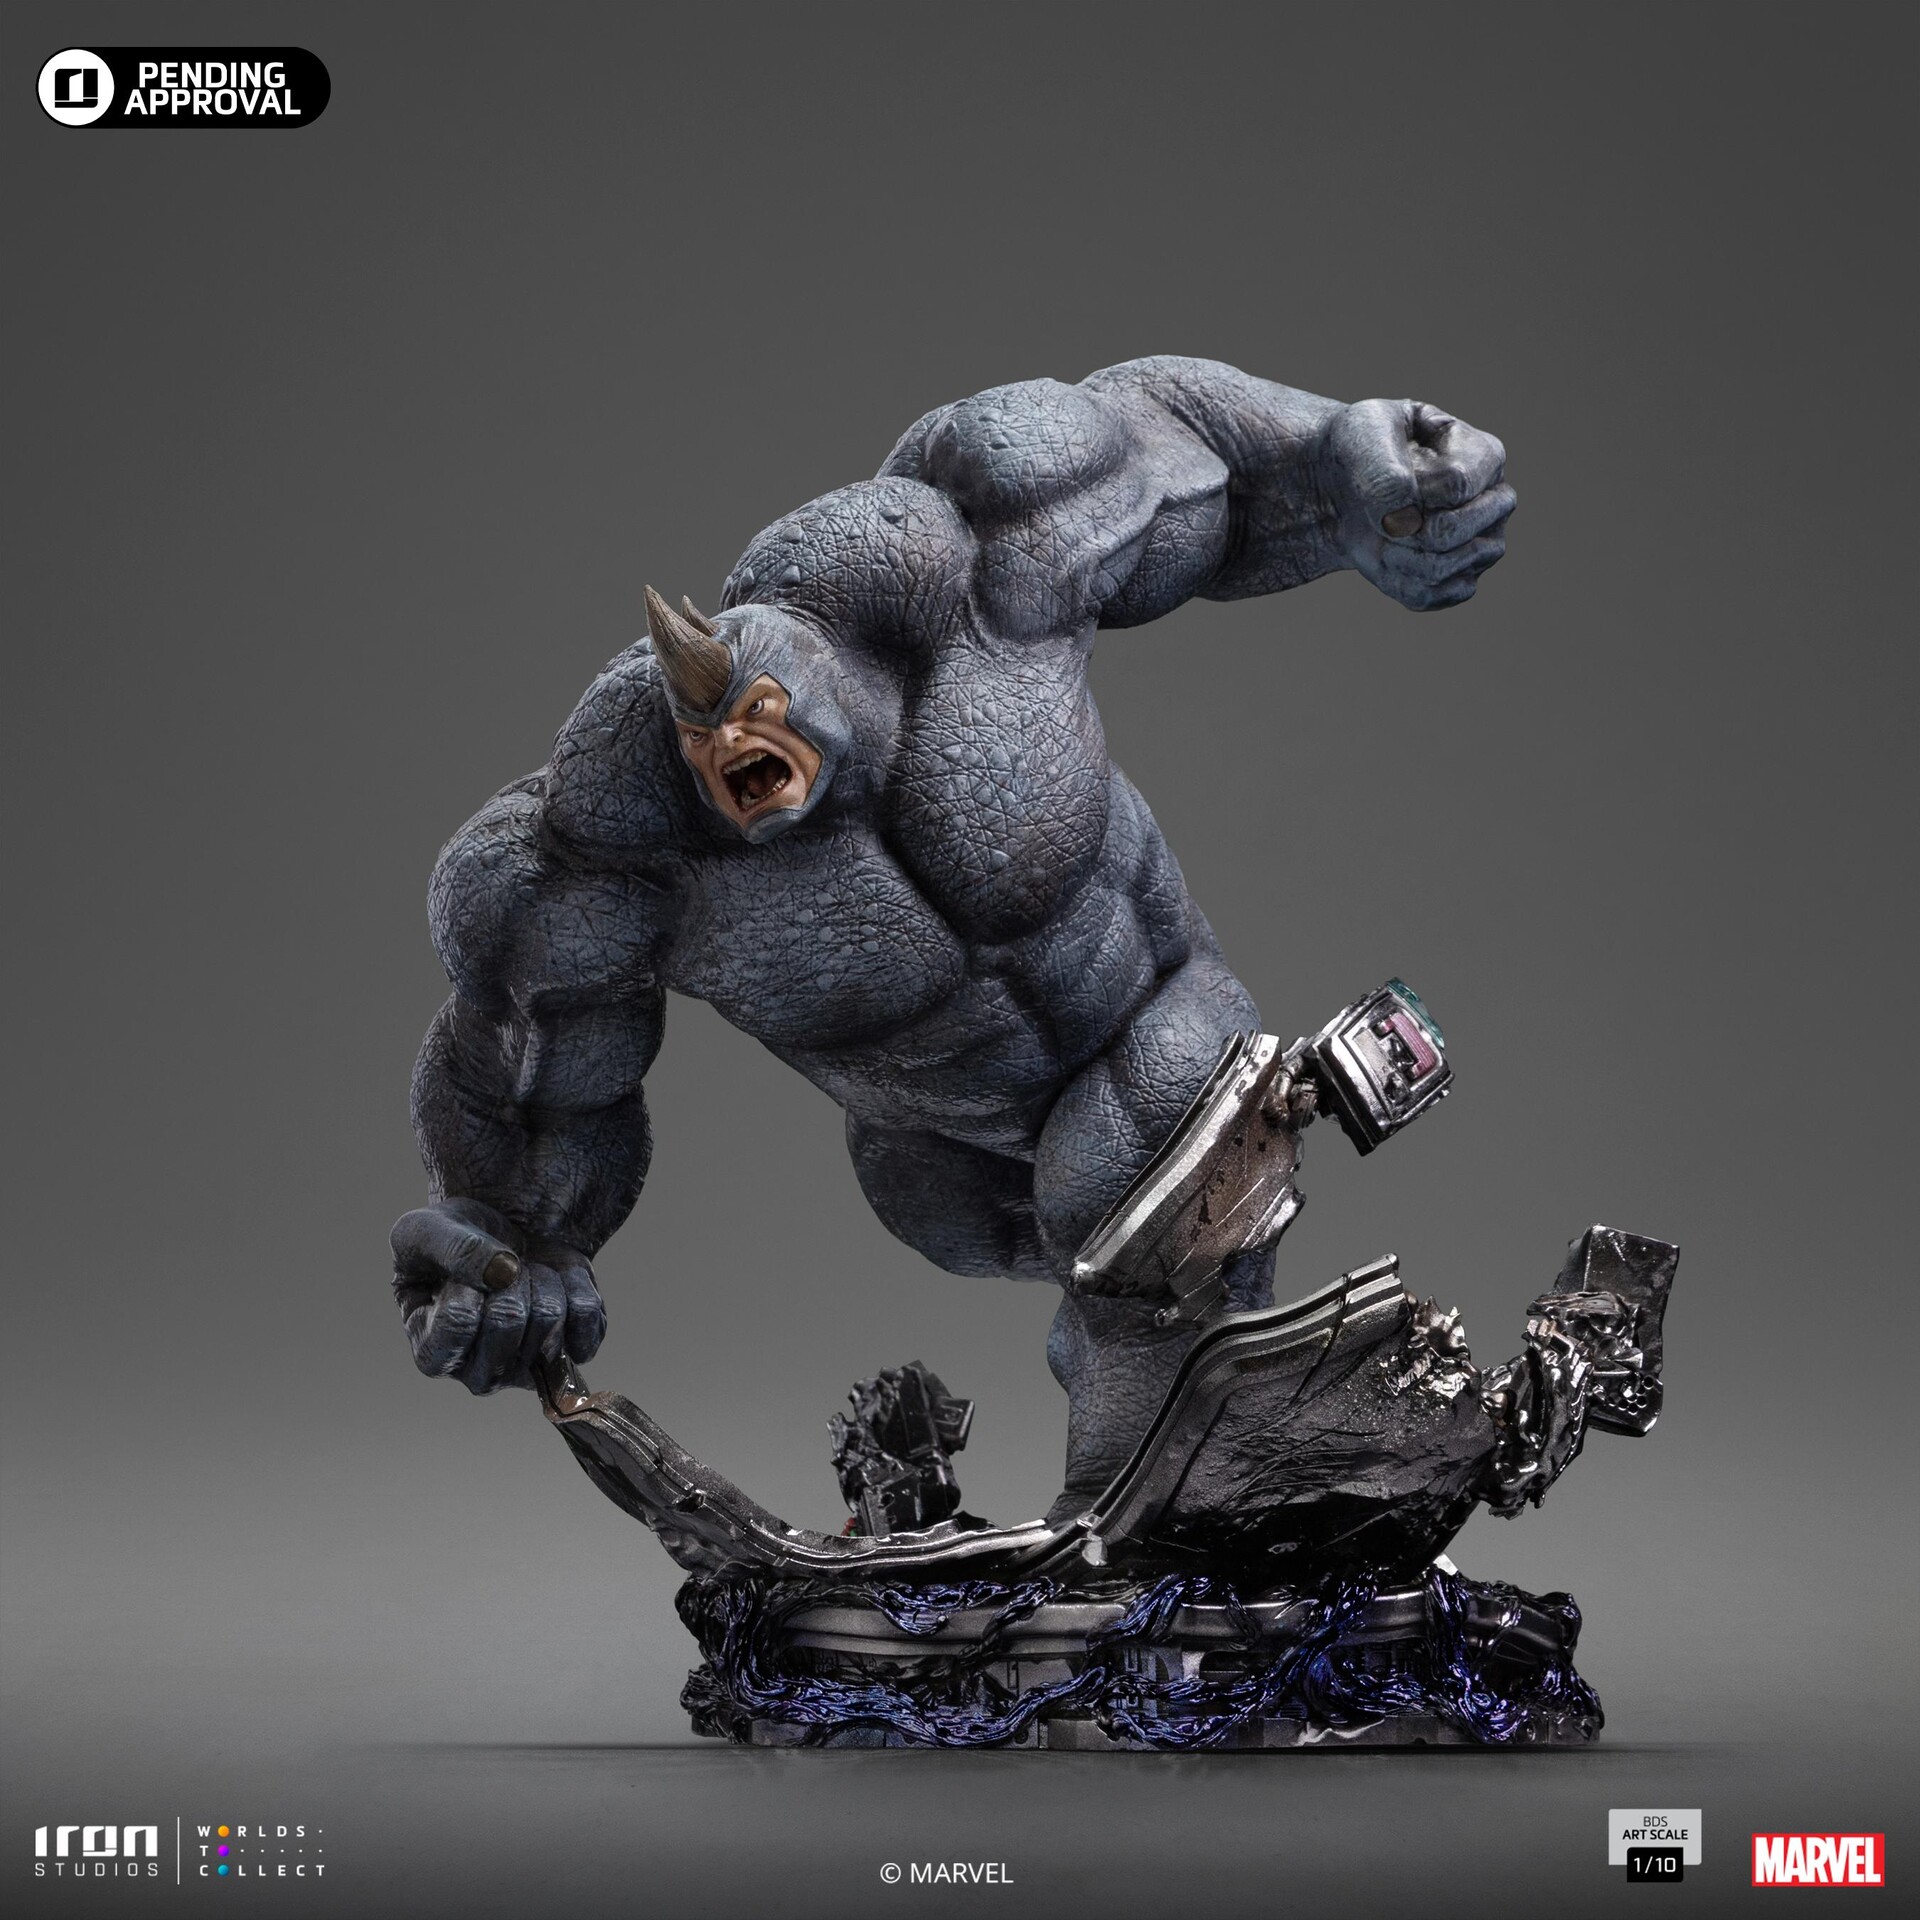 PENDING
APPROVAL
IRON
STUDIOS
WORLDS
TO
COLLECT
© MARVEL
BDS
ART SCALE
1/10
MARVEL